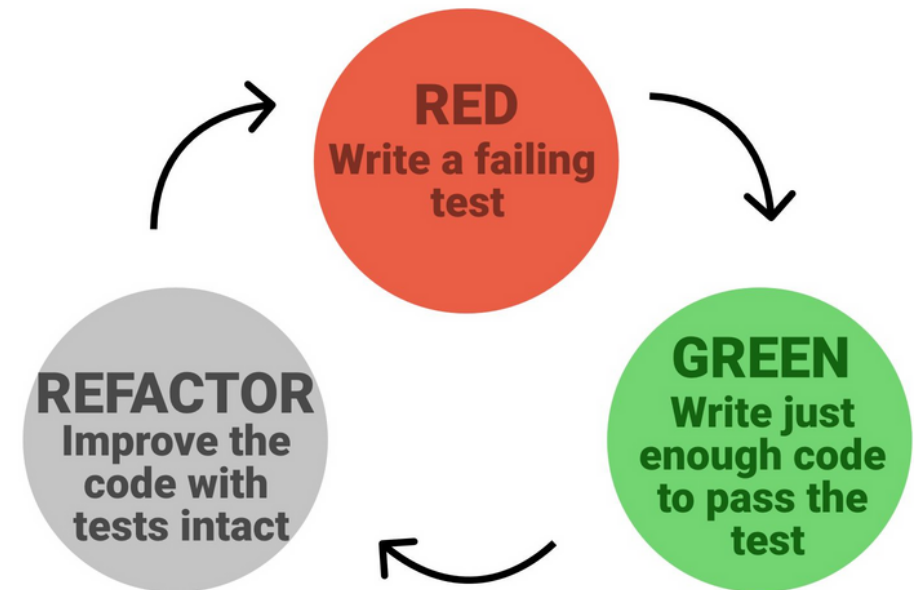 RED
Write a failing
test
GREEN
Write just
enough code
to pass the
test
REFACTOR
Improve the
code with
tests intact